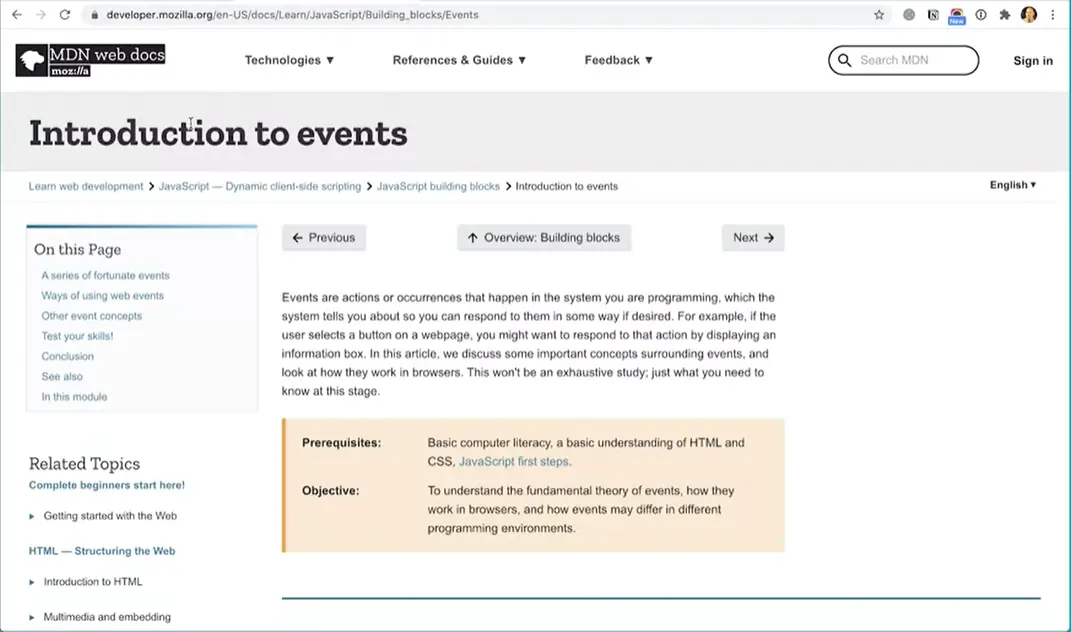 developer.mozilla.org/en-US/docs/Learn/JavaScript/Building_blocks/Events
New
MDN web docs
moz://a
Technologies ▼
References & Guides ▼
Feedback ▼
Search MDN
Sign in
Introduction to events
Learn web development > JavaScript — Dynamic client-side scripting > JavaScript building blocks > Introduction to events
English ▼
On this Page
A series of fortunate events
Ways of using web events
Other event concepts
Test your skills!
Conclusion
See also
In this module
Related Topics
Complete beginners start here!
▸ Getting started with the Web
HTML — Structuring the Web
▸ Introduction to HTML
▸ Multimedia and embedding
← Previous
↑ Overview: Building blocks
Next →
Events are actions or occurrences that happen in the system you are programming, which the
system tells you about so you can respond to them in some way if desired. For example, if the
user selects a button on a webpage, you might want to respond to that action by displaying an
information box. In this article, we discuss some important concepts surrounding events, and
look at how they work in browsers. This won't be an exhaustive study; just what you need to
know at this stage.
Prerequisites:
Basic computer literacy, a basic understanding of HTML and
CSS, JavaScript first steps.
Objective:
To understand the fundamental theory of events, how they
work in browsers, and how events may differ in different
programming environments.